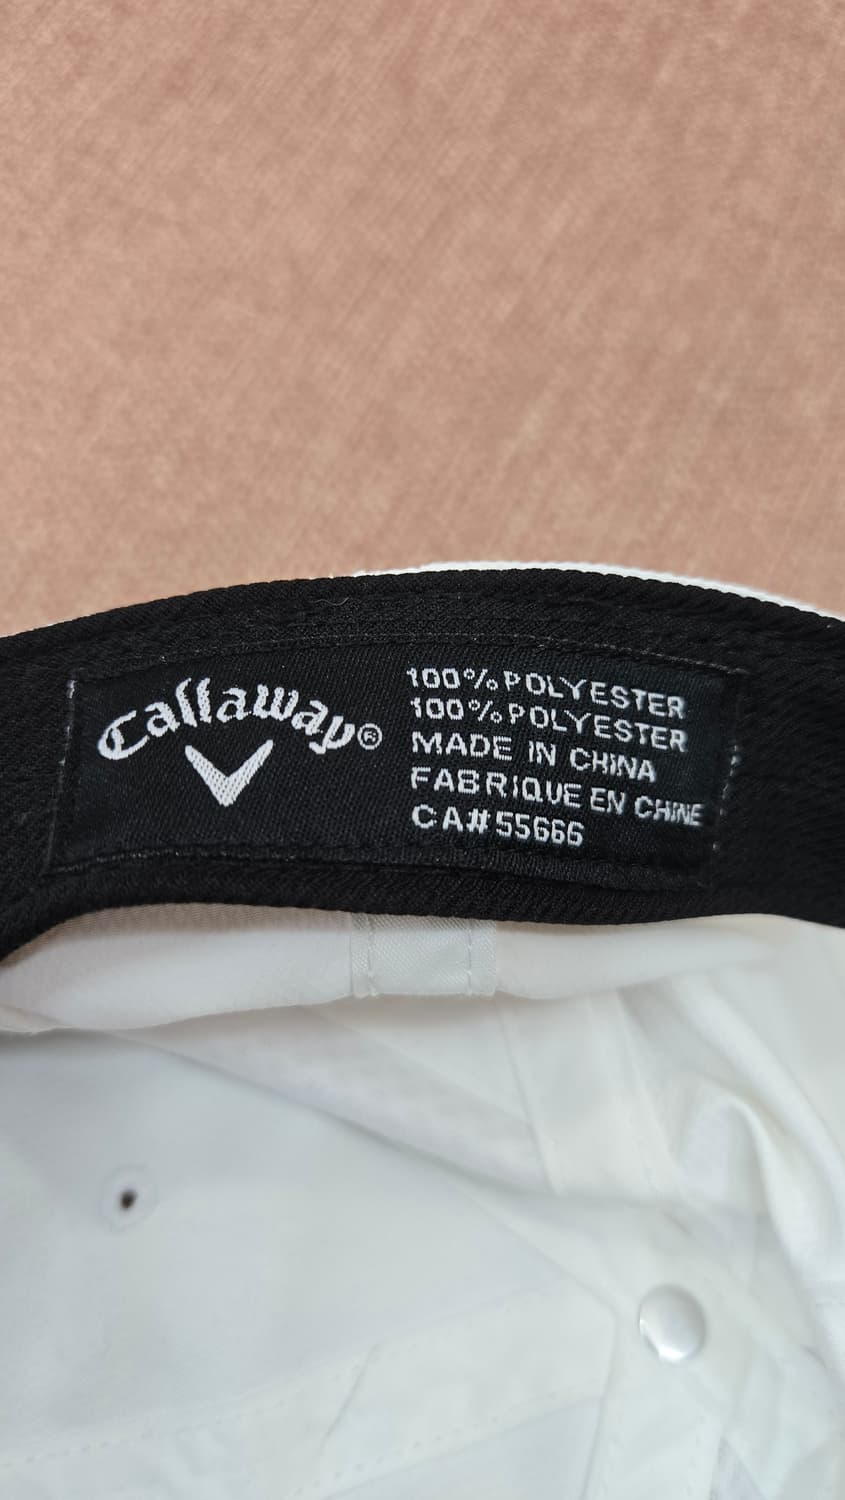 Callaway®
100% POLYESTER
100% POLYESTER
MADE IN CHINA
FABRIQUE EN CHINE
CA#55666